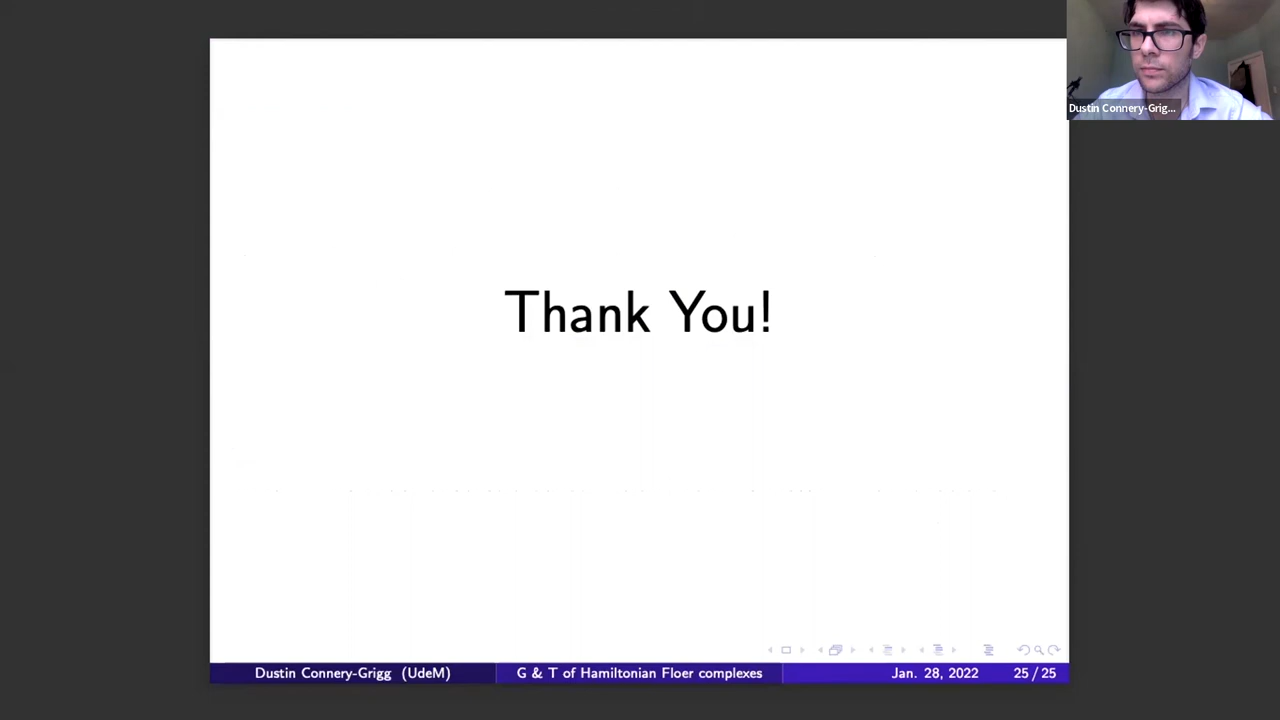 Dustin Connery-Grig...
Thank You!
Dustin Connery-Grigg (UdeM)
G & T of Hamiltonian Floer complexes
Jan. 28, 2022
25 / 25